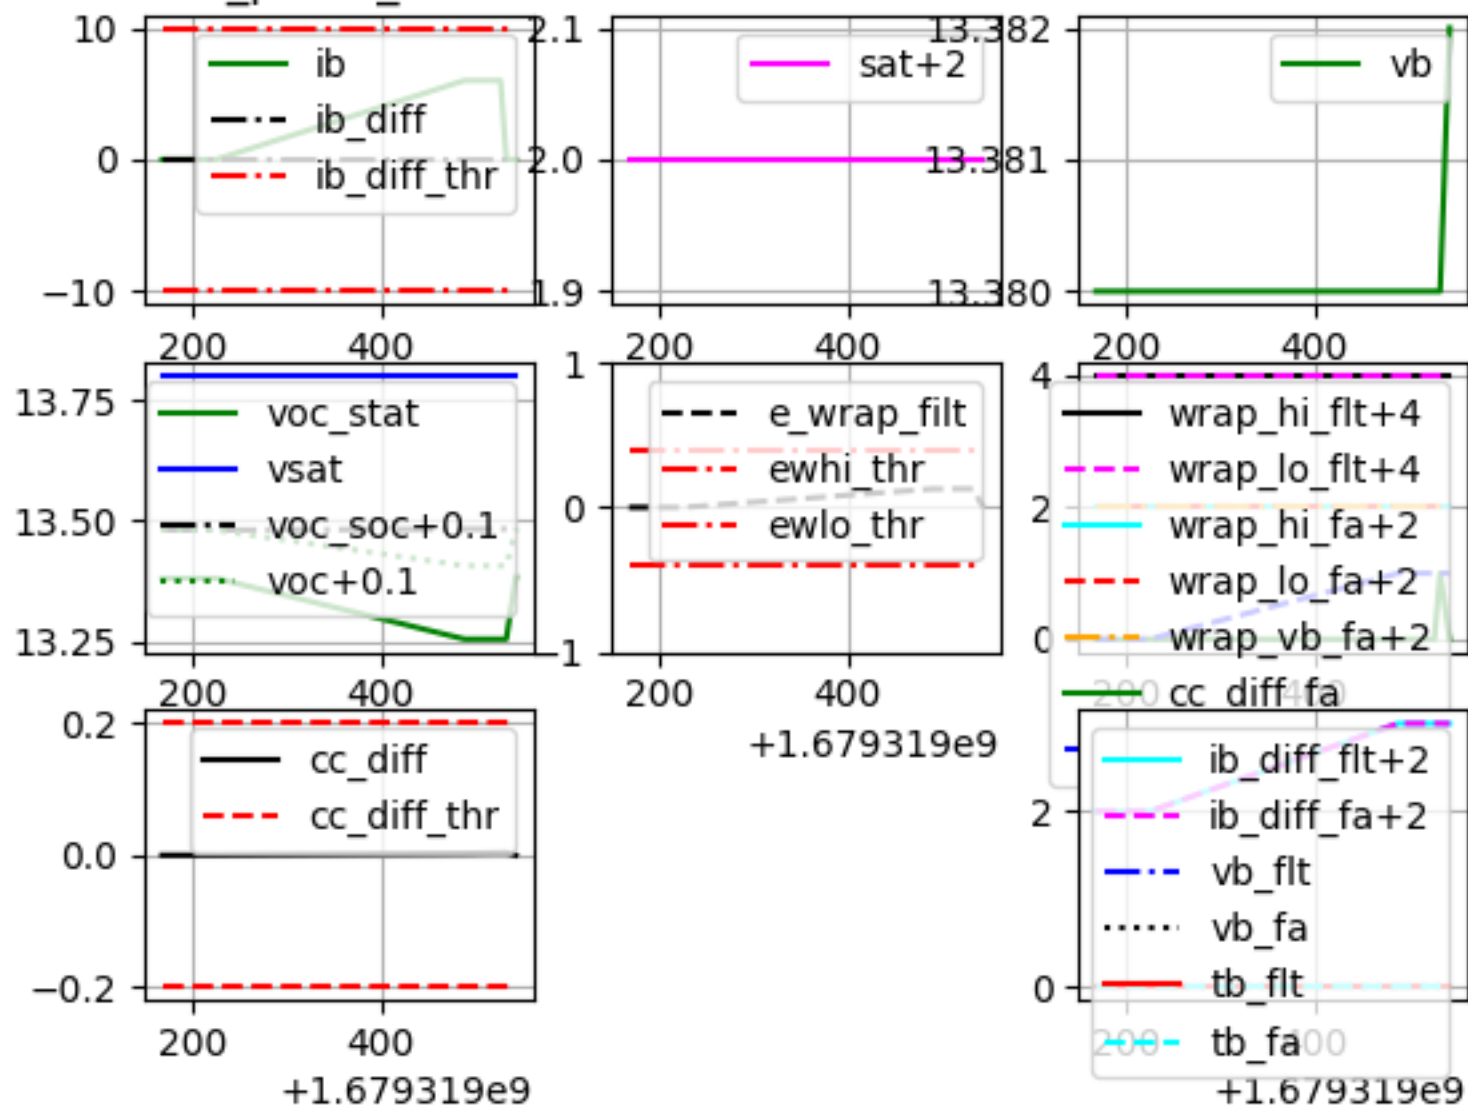 10
0
−10
ib
ib_diff
ib_diff_thr
200
400
2.1
2.0
1.9
sat+2
200
400
13.382
13.381
13.380
vb
200
400
13.75
13.50
13.25
voc_stat
vsat
voc_soc+0.1
voc+0.1
200
400
1
0
−1
e_wrap_filt
ewhi_thr
ewlo_thr
200
400
+1.679319e9
4
2
0
wrap_hi_flt+4
wrap_lo_flt+4
wrap_hi_fa+2
wrap_lo_fa+2
wrap_vb_fa+2
cc_diff_fa
200
400
0.2
0.0
−0.2
cc_diff
cc_diff_thr
200
400
+1.679319e9
2
0
ib_diff_flt+2
ib_diff_fa+2
vb_flt
vb_fa
tb_flt
tb_fa
200
400
+1.679319e9